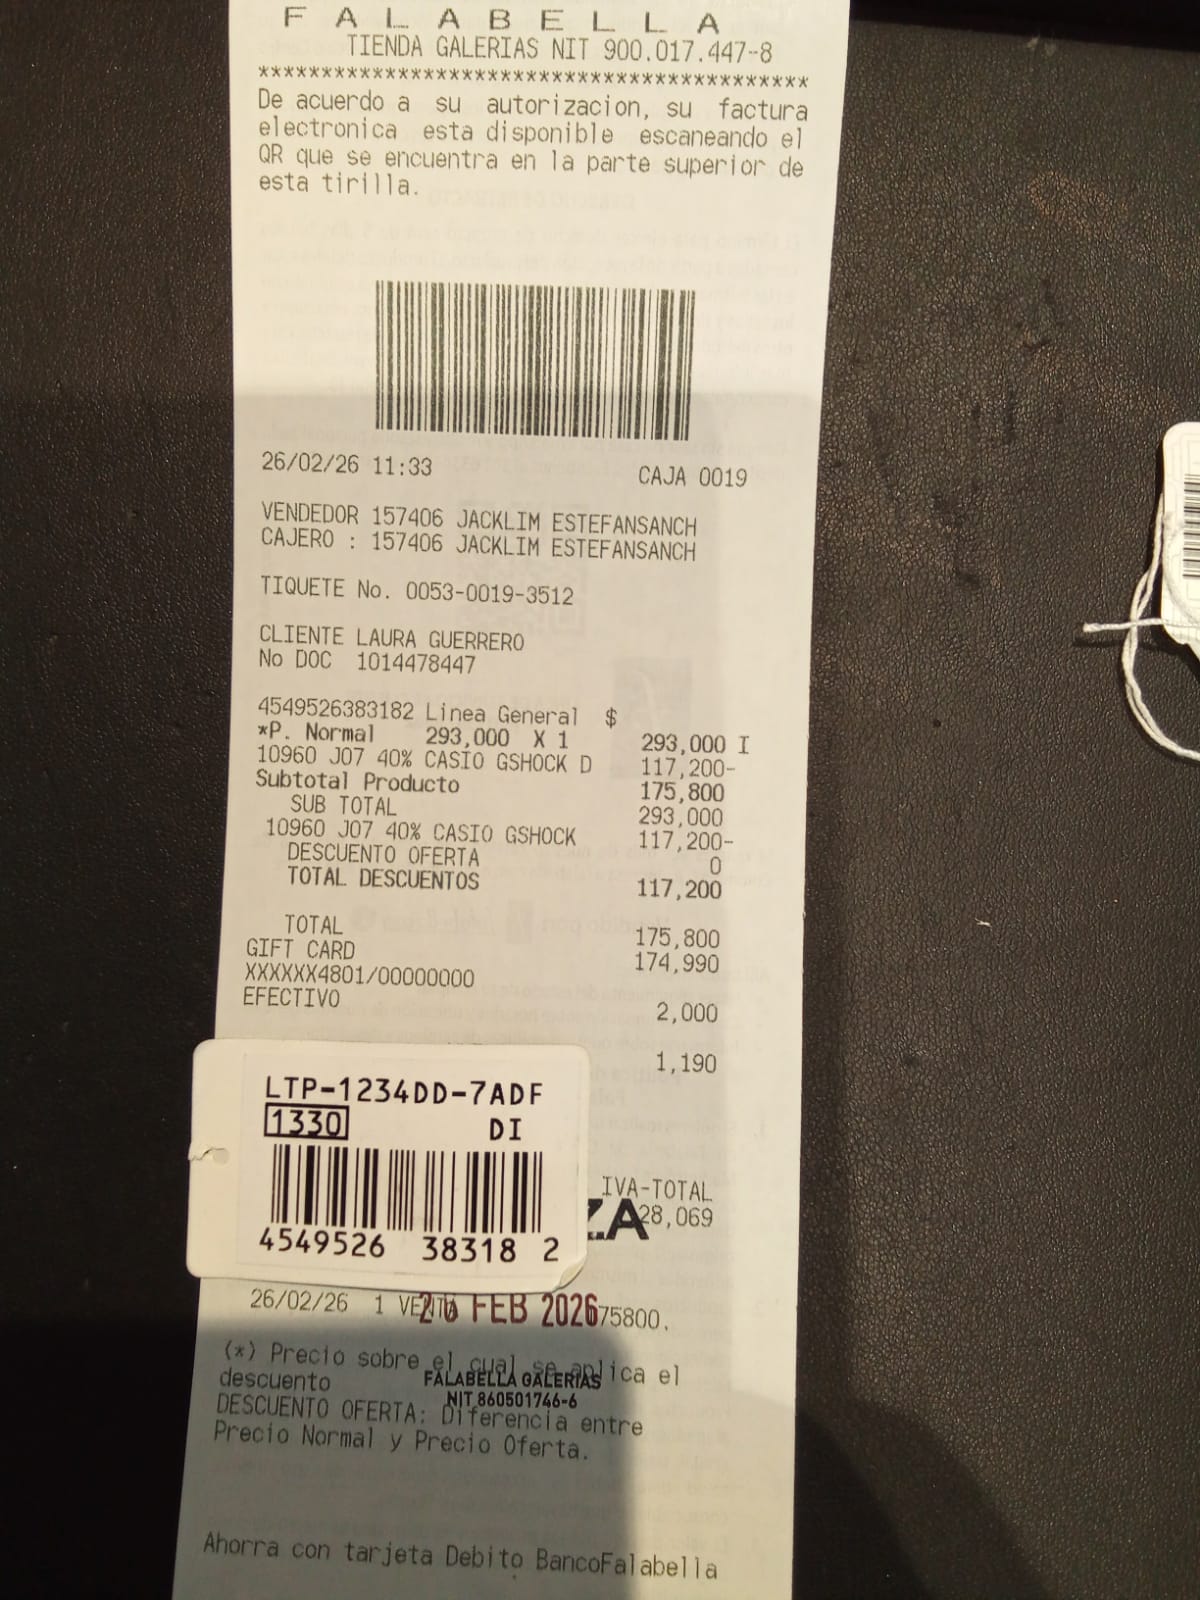 FALABELLA
TIENDA GALERIAS NIT 900.017.447-8
********************************************
De acuerdo a su autorizacion, su factura
electronica esta disponible escaneando el
QR que se encuentra en la parte superior de
esta tirilla.
26/02/26 11:33 CAJA 0019
VENDEDOR 157406 JACKLIM ESTEFANSANCH
CAJERO : 157406 JACKLIM ESTEFANSANCH
TIQUETE No. 0053-0019-3512
CLIENTE LAURA GUERRERO
No DOC 1014478447
4549526383182 Linea General $
*P. Normal 293,000 X 1 293,000 I
10960 J07 40% CASIO GSHOCK D 117,200-
Subtotal Producto 175,800
SUB TOTAL 293,000
10960 J07 40% CASIO GSHOCK 117,200-
DESCUENTO OFERTA 0
TOTAL DESCUENTOS 117,200
TOTAL 175,800
GIFT CARD 174,990
XXXXXX4801/00000000
EFECTIVO 2,000
1,190
LTP-1234DD-7ADF
1330 DI
4549526 38318 2
IVA-TOTAL
ZA 28,069
26/02/26 1 VENTA 75800.
26 FEB 2026
(*) Precio sobre el cual se aplica el
descuento
FALABELLA GALERIAS
NIT 860501746-6
DESCUENTO OFERTA: Diferencia entre
Precio Normal y Precio Oferta.
Ahorra con tarjeta Debito BancoFalabella